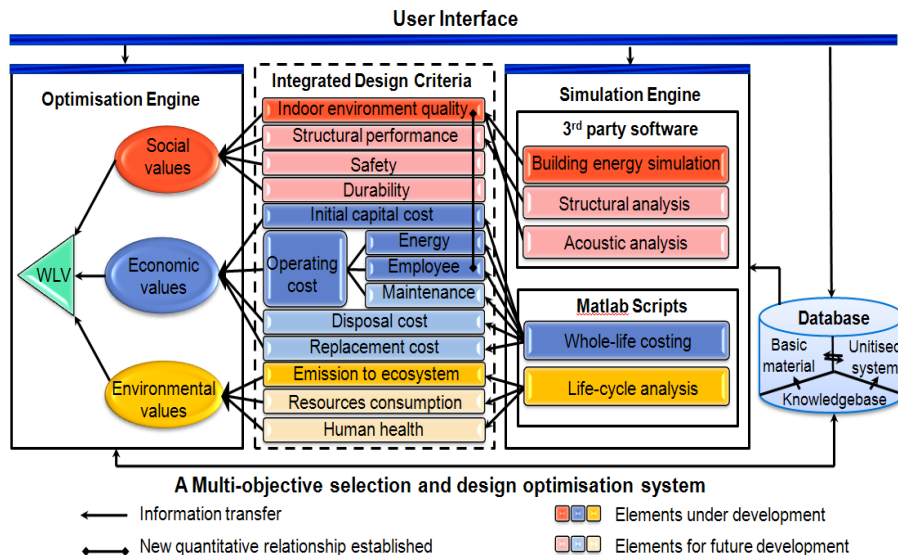 User Interface
Optimisation Engine
Social
values
WLV
Economic
values
Environmental
values
Integrated Design Criteria
Indoor environment quality
Structural performance
Safety
Durability
Initial capital cost
Operating
cost
Energy
Employee
Maintenance
Disposal cost
Replacement cost
Emission to ecosystem
Resources consumption
Human health
Simulation Engine
3rd party software
Building energy simulation
Structural analysis
Acoustic analysis
Matlab Scripts
Whole-life costing
Life-cycle analysis
Database
Basic
material
Unitised
system
Knowledgebase
A Multi-objective selection and design optimisation system
Information transfer
New quantitative relationship established
Elements under development
Elements for future development